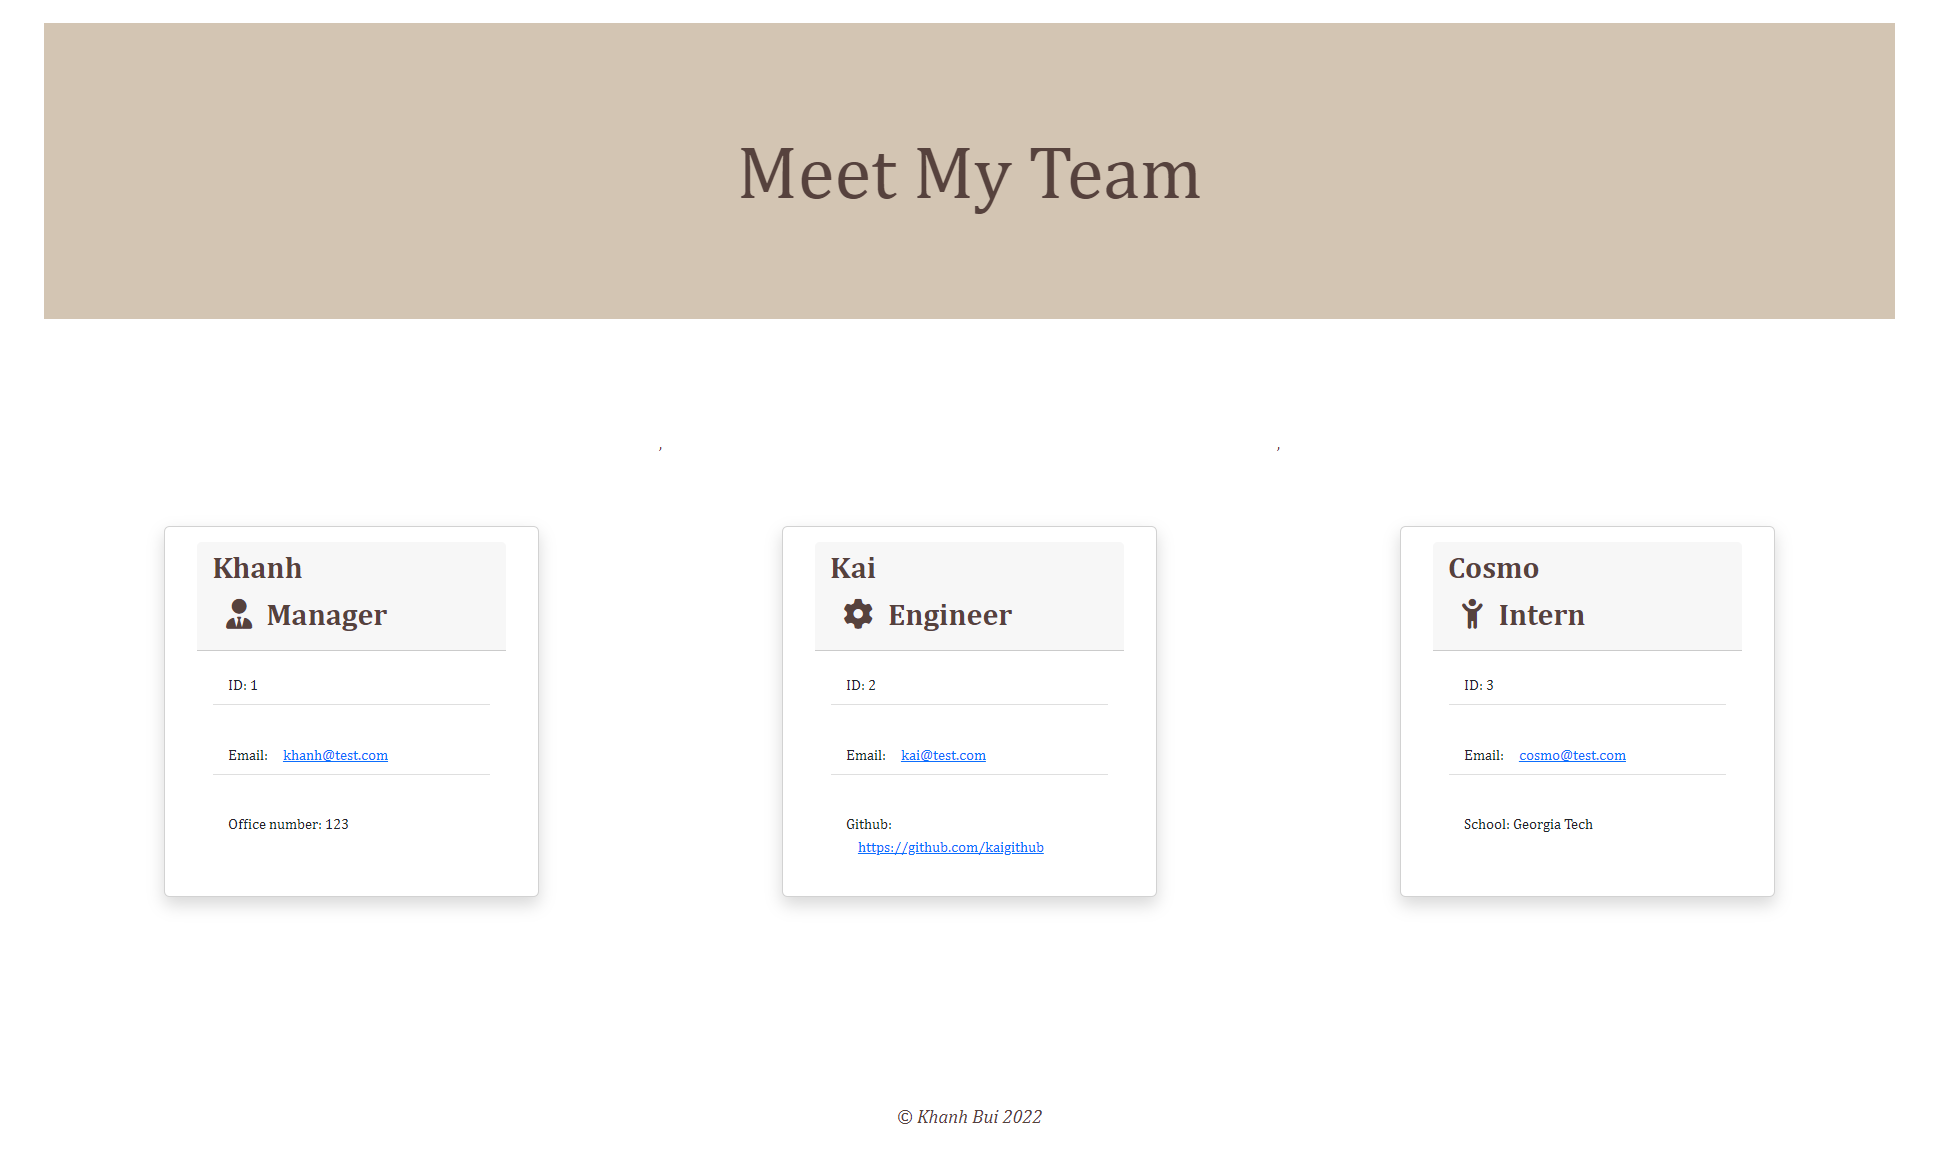 Meet My Team
, ,
Khanh
Manager
ID: 1
Email: khanh@test.com
Office number: 123
Kai
Engineer
ID: 2
Email: kai@test.com
Github:
https://github.com/kaigithub
Cosmo
Intern
ID: 3
Email: cosmo@test.com
School: Georgia Tech
© Khanh Bui 2022